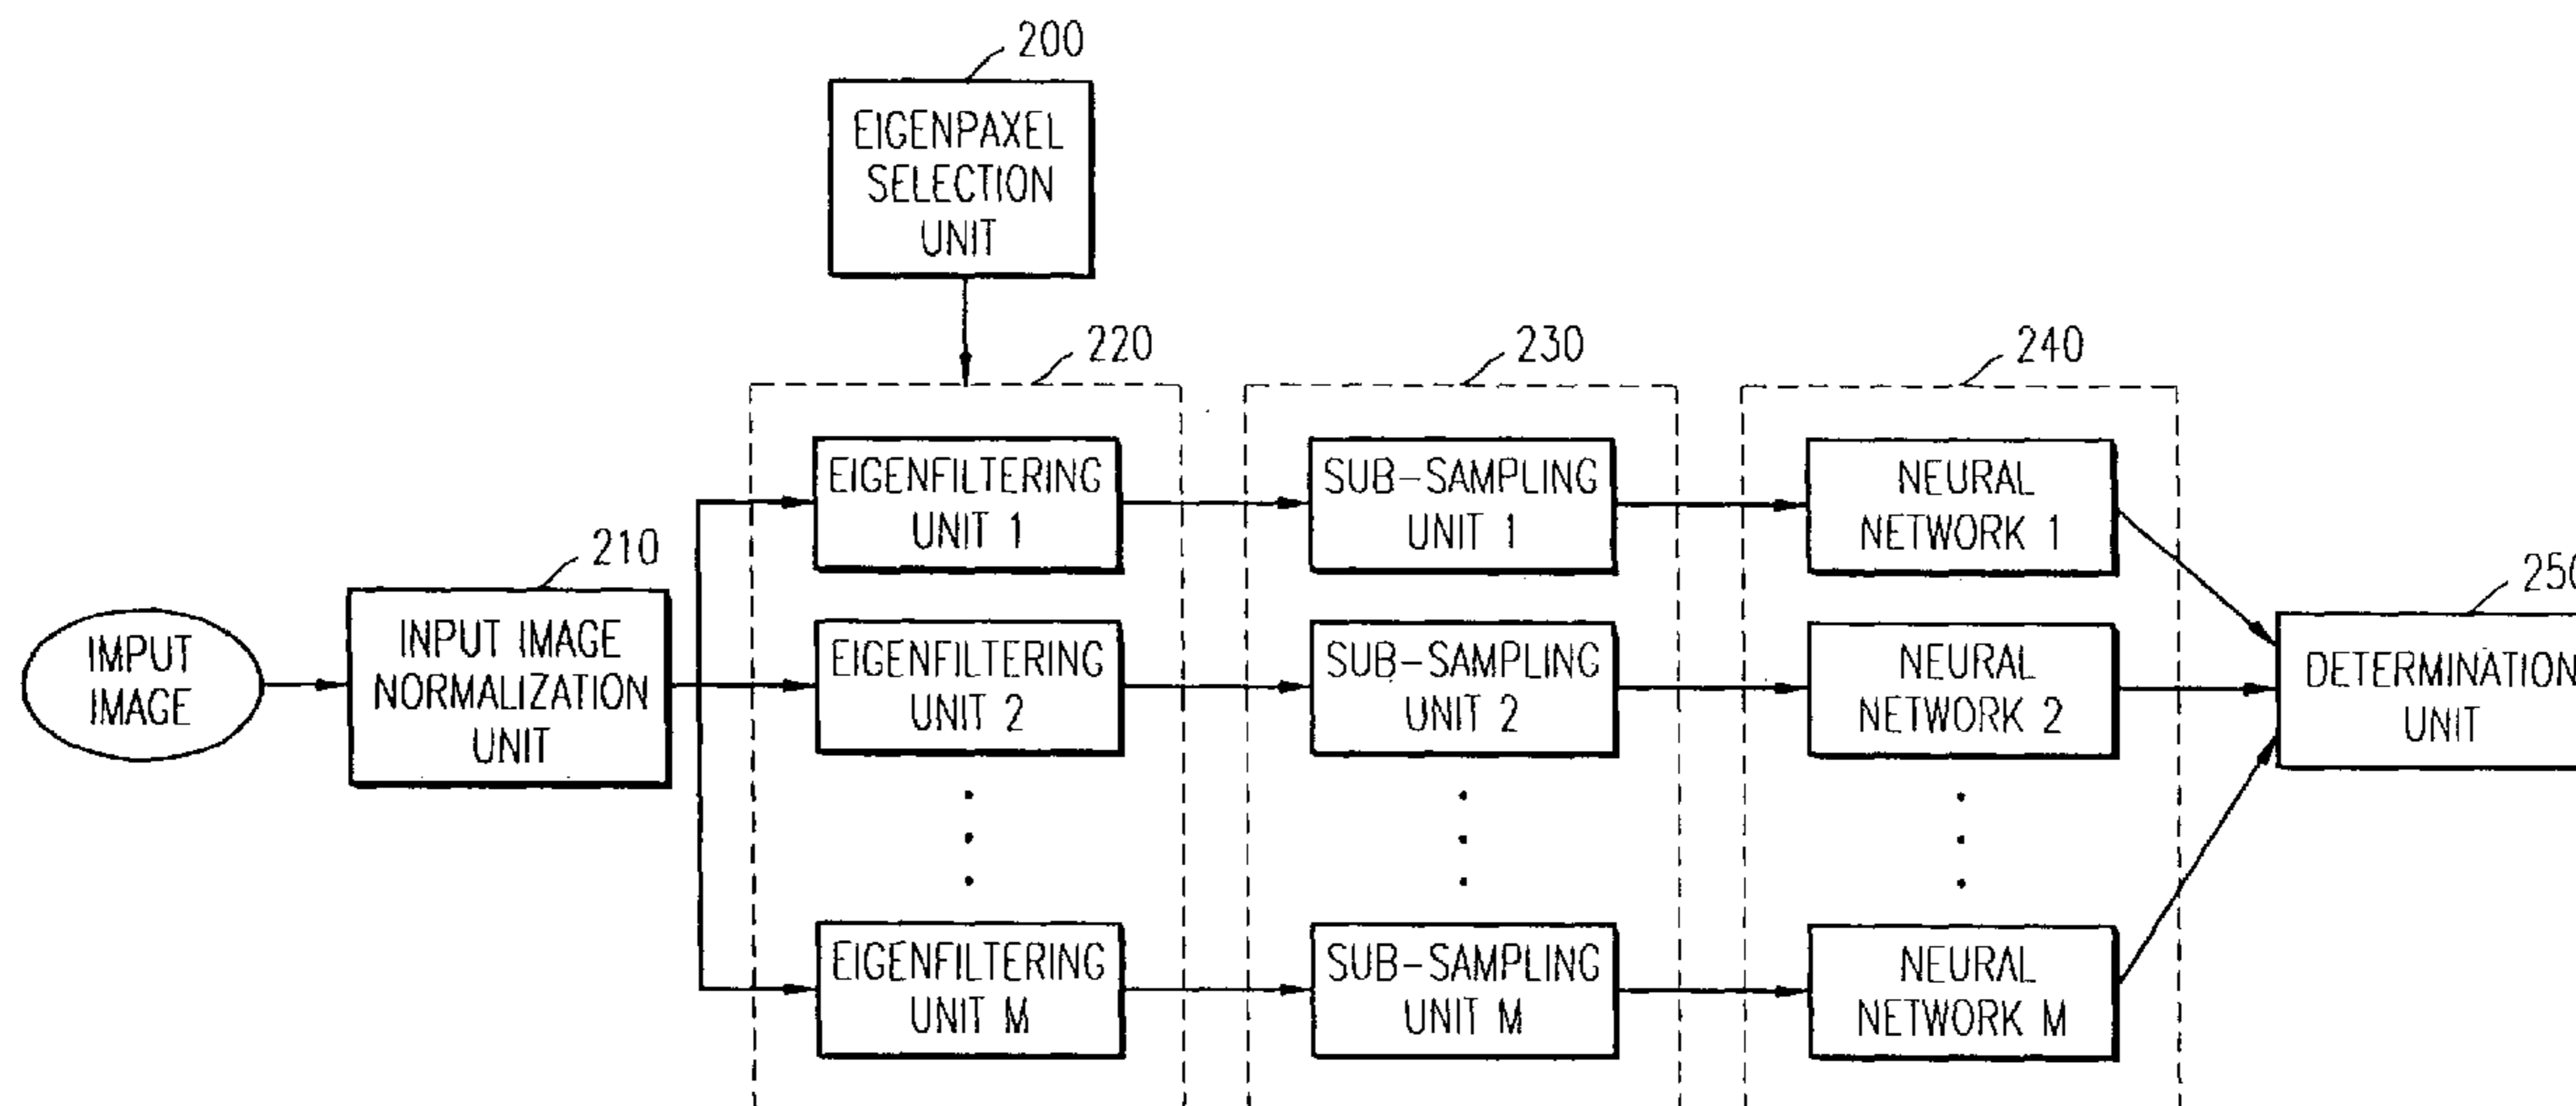 200
EIGENPAXEL
SELECTION
UNIT
220
230
240
EIGENFILTERING
UNIT 1
SUB-SAMPLING
UNIT 1
NEURAL
NETWORK 1
210
250
IMPUT
IMAGE
INPUT IMAGE
NORMALIZATION
UNIT
EIGENFILTERING
UNIT 2
SUB-SAMPLING
UNIT 2
NEURAL
NETWORK 2
DETERMINATION
UNIT
EIGENFILTERING
UNIT M
SUB-SAMPLING
UNIT M
NEURAL
NETWORK M